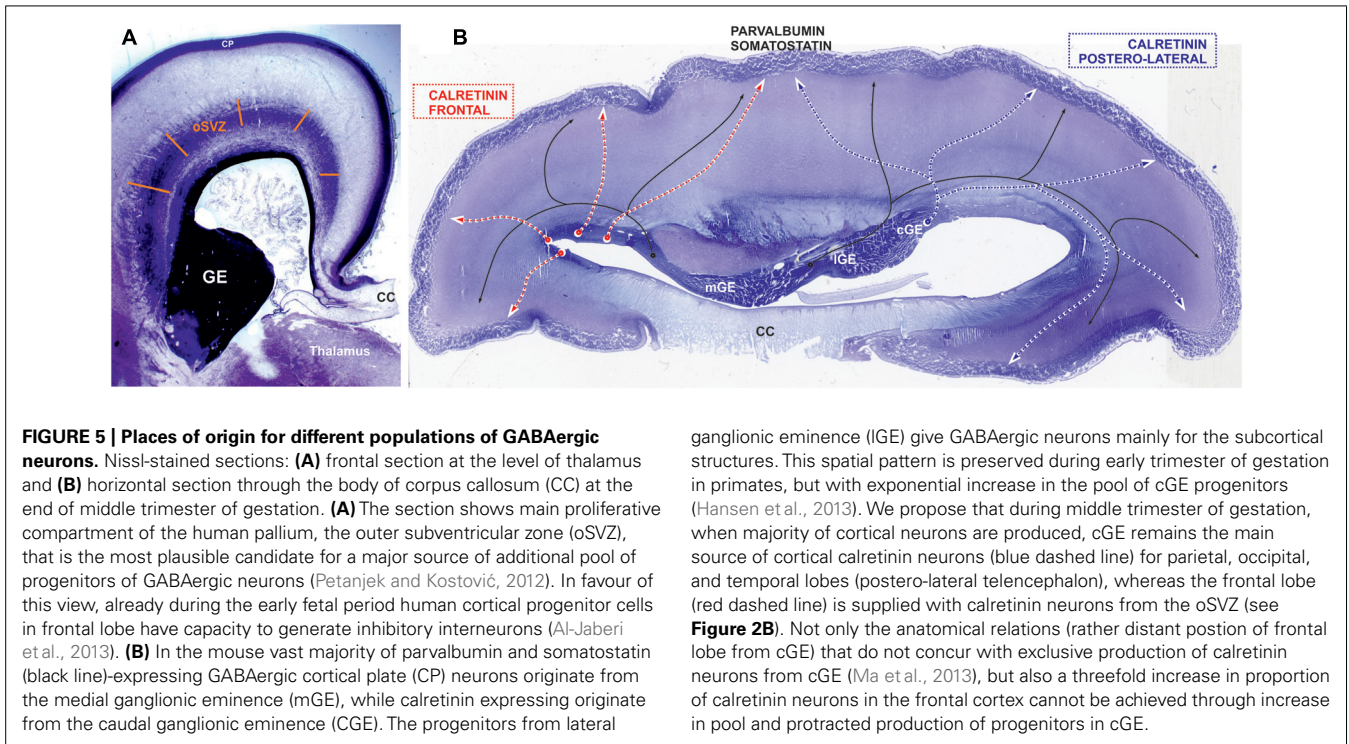 A
CP
oSVZ
GE
CC
Thalamus
B
PARVALBUMIN
SOMATOSTATIN
CALRETININ
POSTERO-LATERAL
CALRETININ
FRONTAL
cGE
lGE
mGE
CC
FIGURE 5 | Places of origin for different populations of GABAergic
neurons. Nissl-stained sections: (A) frontal section at the level of thalamus
and (B) horizontal section through the body of corpus callosum (CC) at the
end of middle trimester of gestation. (A) The section shows main proliferative
compartment of the human pallium, the outer subventricular zone (oSVZ),
that is the most plausible candidate for a major source of additional pool of
progenitors of GABAergic neurons (Petanjek and Kostović, 2012). In favour of
this view, already during the early fetal period human cortical progenitor cells
in frontal lobe have capacity to generate inhibitory interneurons (Al-Jaberi
et al., 2013). (B) In the mouse vast majority of parvalbumin and somatostatin
(black line)-expressing GABAergic cortical plate (CP) neurons originate from
the medial ganglionic eminence (mGE), while calretinin expressing originate
from the caudal ganglionic eminence (CGE). The progenitors from lateral
ganglionic eminence (lGE) give GABAergic neurons mainly for the subcortical
structures. This spatial pattern is preserved during early trimester of gestation
in primates, but with exponential increase in the pool of cGE progenitors
(Hansen et al., 2013). We propose that during middle trimester of gestation,
when majority of cortical neurons are produced, cGE remains the main
source of cortical calretinin neurons (blue dashed line) for parietal, occipital,
and temporal lobes (postero-lateral telencephalon), whereas the frontal lobe
(red dashed line) is supplied with calretinin neurons from the oSVZ (see
Figure 2B). Not only the anatomical relations (rather distant postion of frontal
lobe from cGE) that do not concur with exclusive production of calretinin
neurons from cGE (Ma et al., 2013), but also a threefold increase in proportion
of calretinin neurons in the frontal cortex cannot be achieved through increase
in pool and protracted production of progenitors in cGE.